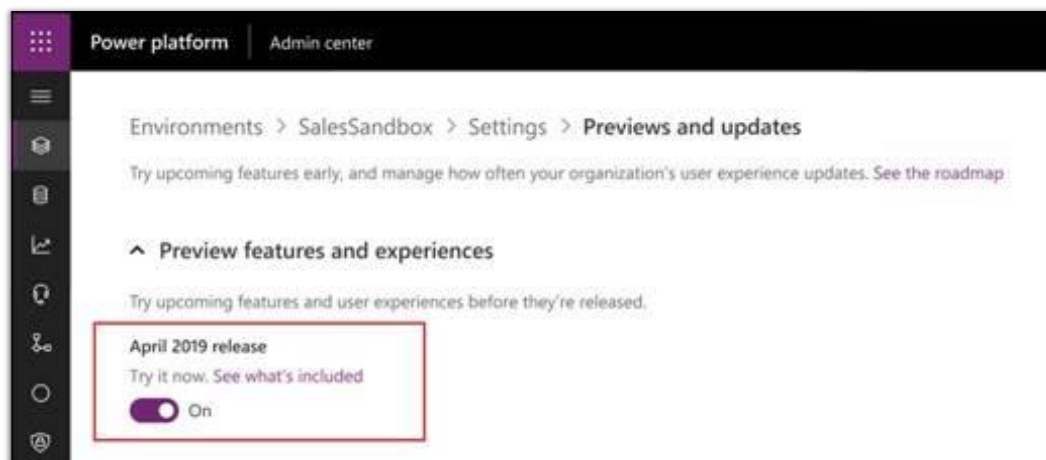 Power platform Admin center
Environments > SalesSandbox > Settings > Previews and updates
Try upcoming features early, and manage how often your organization's user experience updates. See the roadmap
Preview features and experiences
Try upcoming features and user experiences before they're released.
April 2019 release
Try it now. See what's included
On